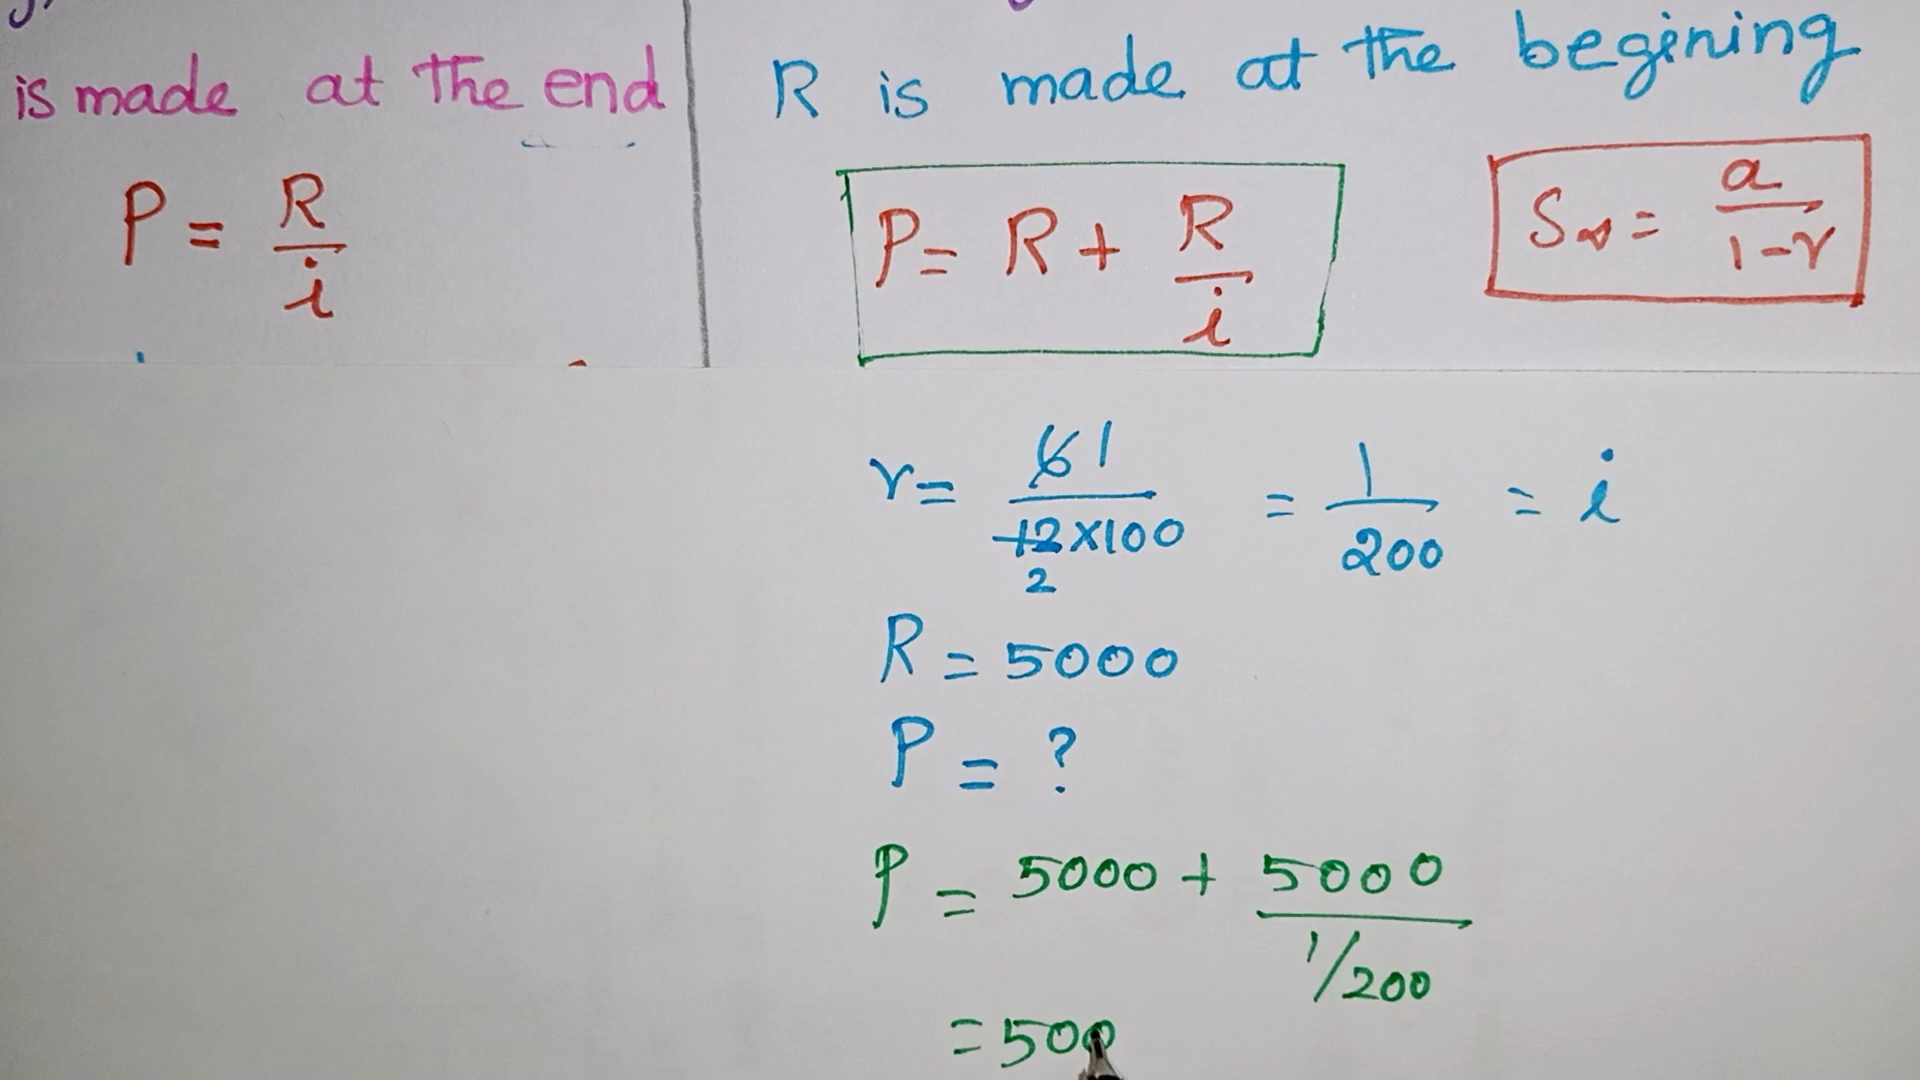 is made at the end
P = R/i
R is made at the begining
P = R + R/i
S∞ = a/1-r
r = 6 1/12 2 ×100 = 1/200 = i
R = 5000
P = ?
P = 5000 + 5000/1/200
= 500